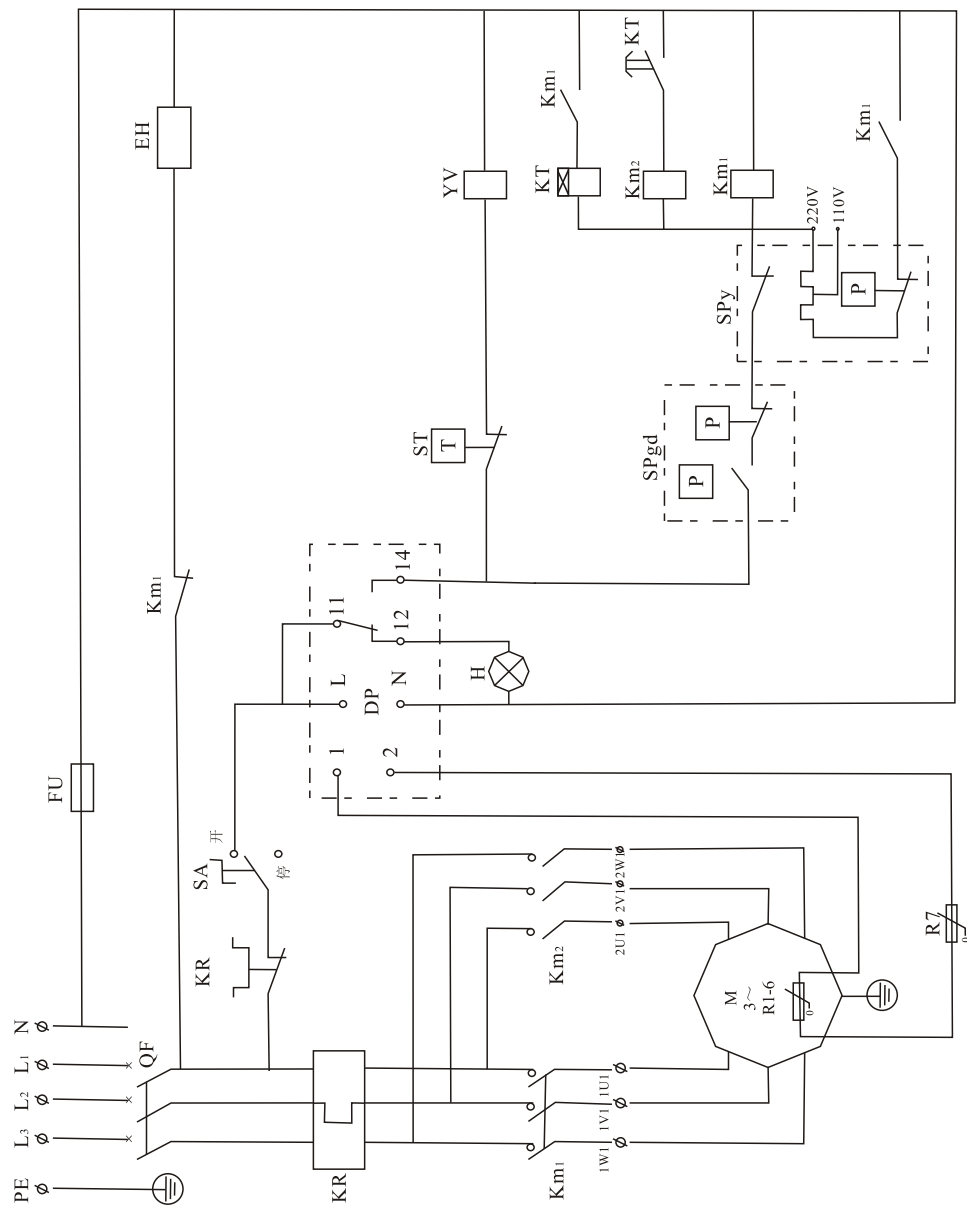 PE
L3
L2
L1
N
QF
FU
EH
KR
KR
SA
开
停
Km1
1
2
L
N
DP
11
12
14
H
ST
T
YV
KT
Km1
KT
Km2
Km1
Km1
220V
110V
SPy
P
SPgd
P
P
Km1
Km2
1W1
1V1
1U1
2U1
2V1
2W1
M
3～
R1-6
0
R7
0